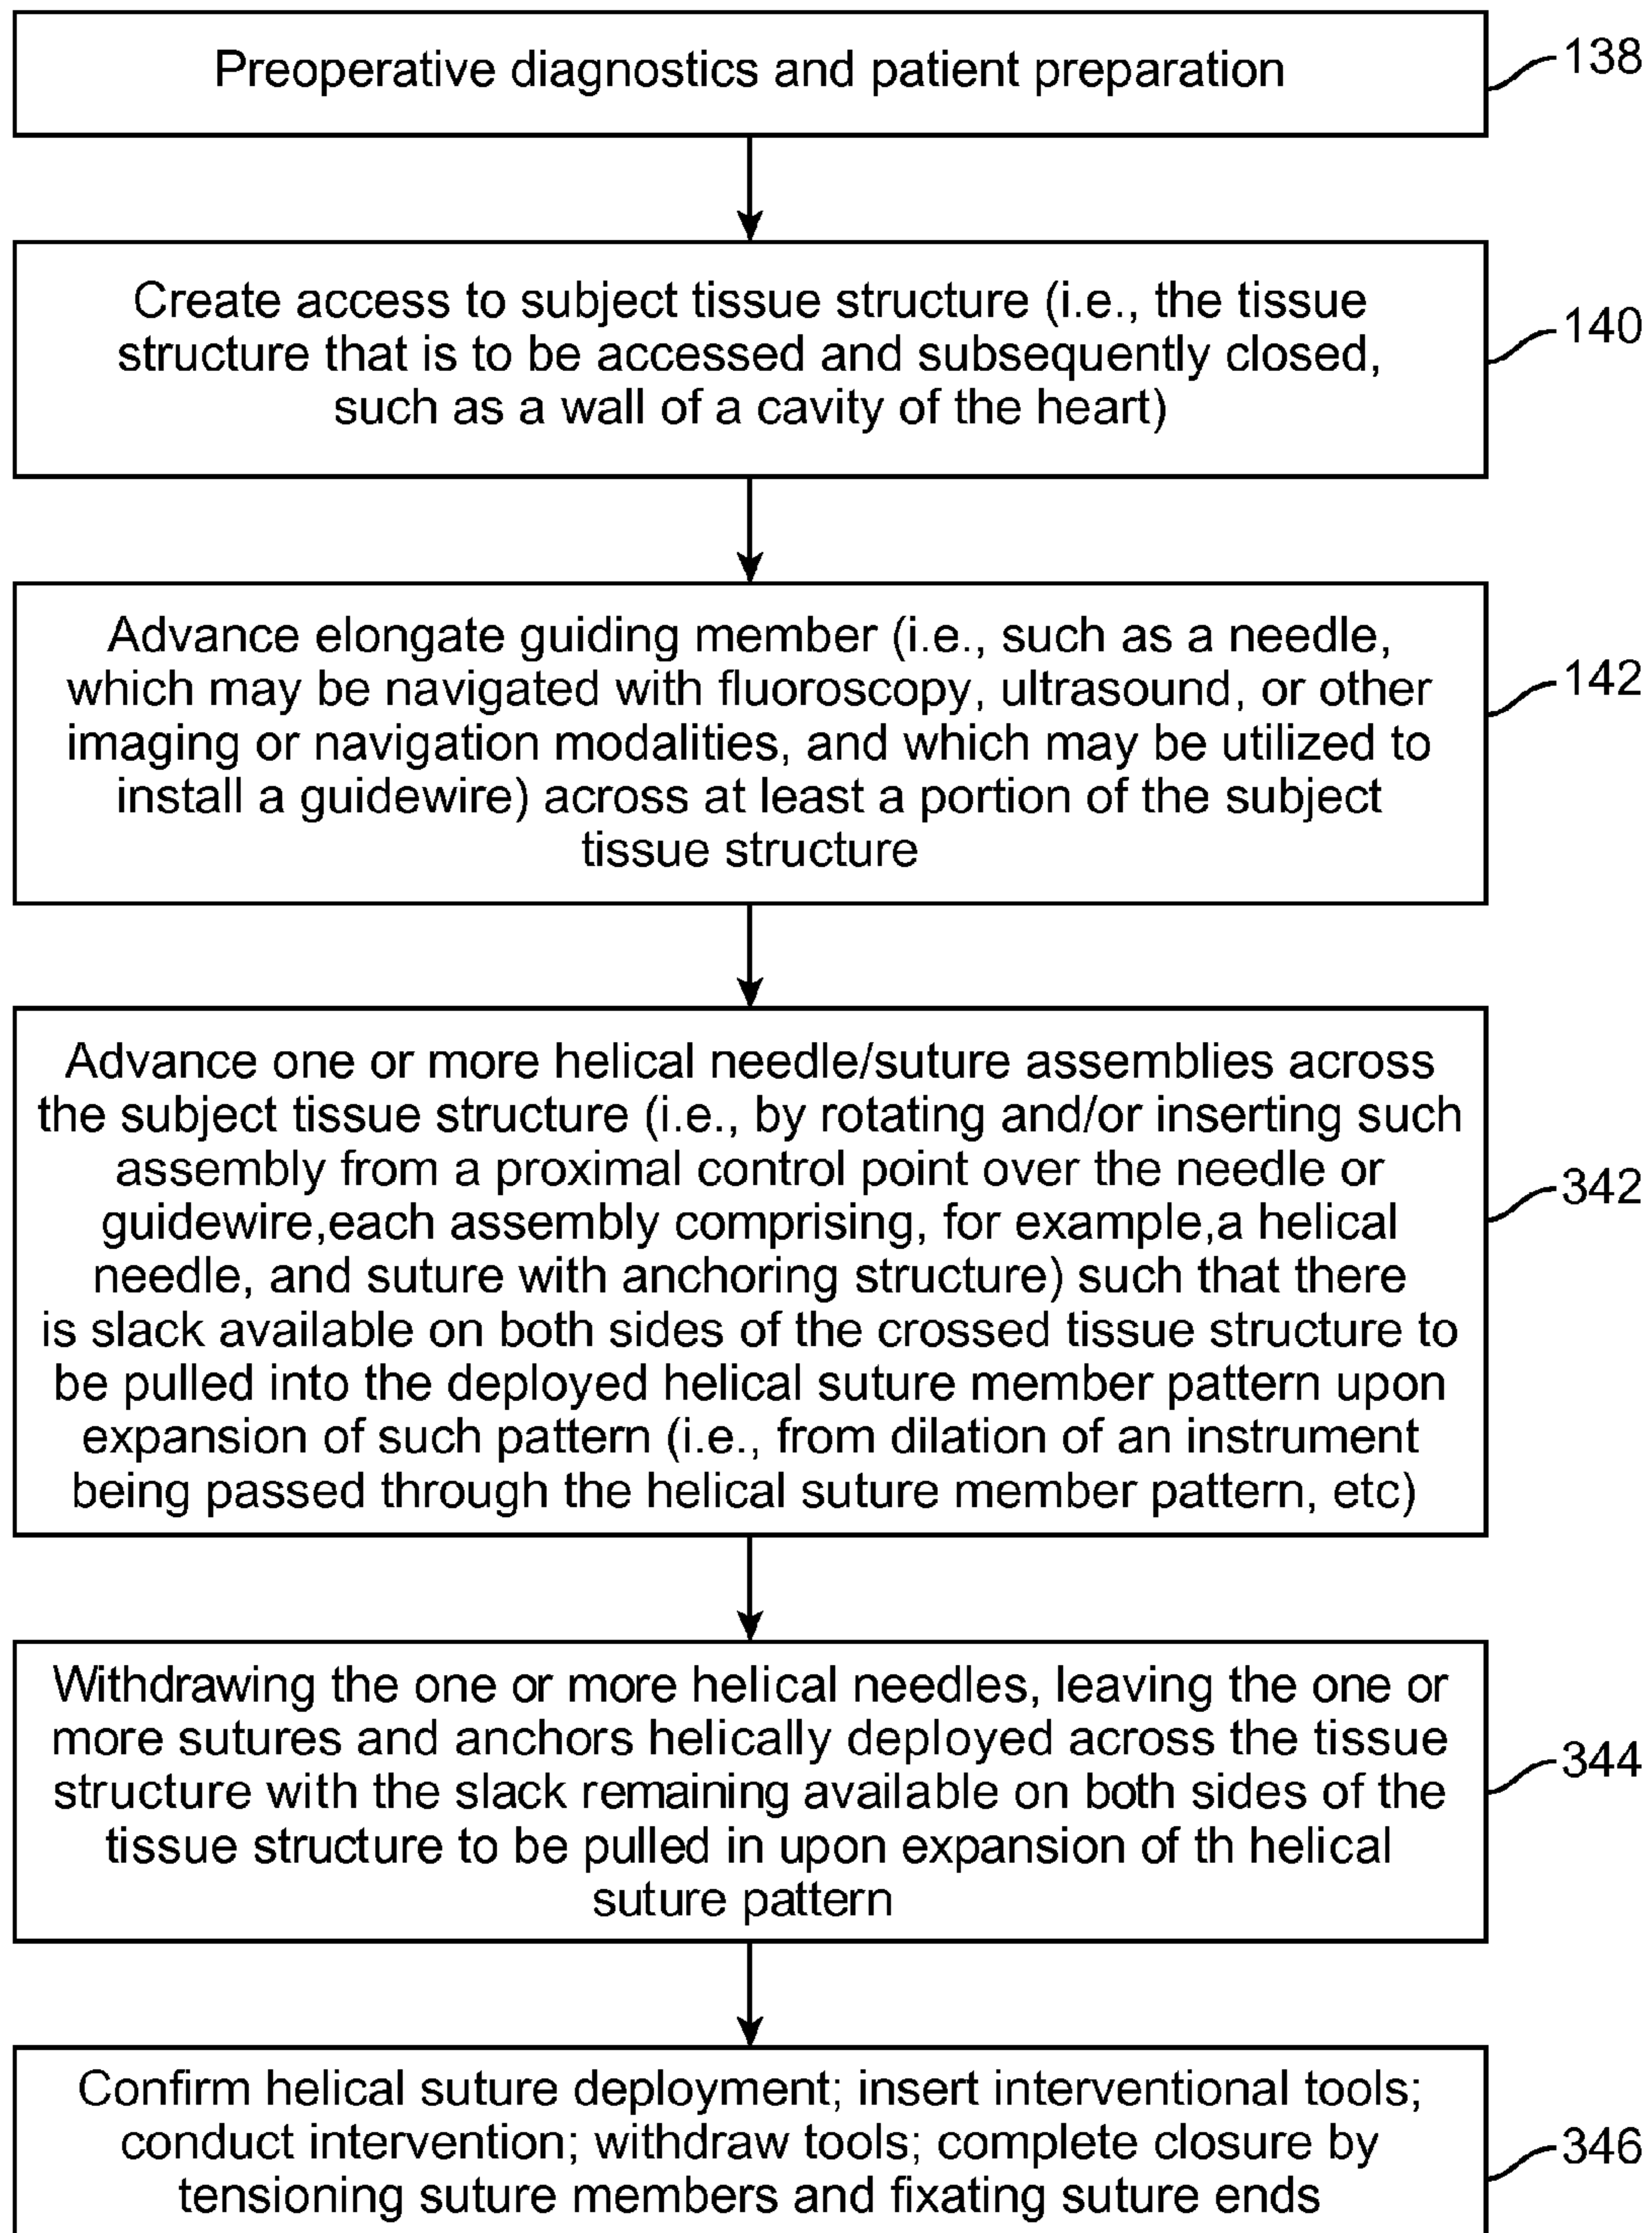 Preoperative diagnostics and patient preparation
138
Create access to subject tissue structure (i.e., the tissue
structure that is to be accessed and subsequently closed,
such as a wall of a cavity of the heart)
140
Advance elongate guiding member (i.e., such as a needle,
which may be navigated with fluoroscopy, ultrasound, or other
imaging or navigation modalities, and which may be utilized to
install a guidewire) across at least a portion of the subject
tissue structure
142
Advance one or more helical needle/suture assemblies across
the subject tissue structure (i.e., by rotating and/or inserting such
assembly from a proximal control point over the needle or
guidewire,each assembly comprising, for example,a helical
needle, and suture with anchoring structure) such that there
is slack available on both sides of the crossed tissue structure to
be pulled into the deployed helical suture member pattern upon
expansion of such pattern (i.e., from dilation of an instrument
being passed through the helical suture member pattern, etc)
342
Withdrawing the one or more helical needles, leaving the one or
more sutures and anchors helically deployed across the tissue
structure with the slack remaining available on both sides of the
tissue structure to be pulled in upon expansion of th helical
suture pattern
344
Confirm helical suture deployment; insert interventional tools;
conduct intervention; withdraw tools; complete closure by
tensioning suture members and fixating suture ends
346